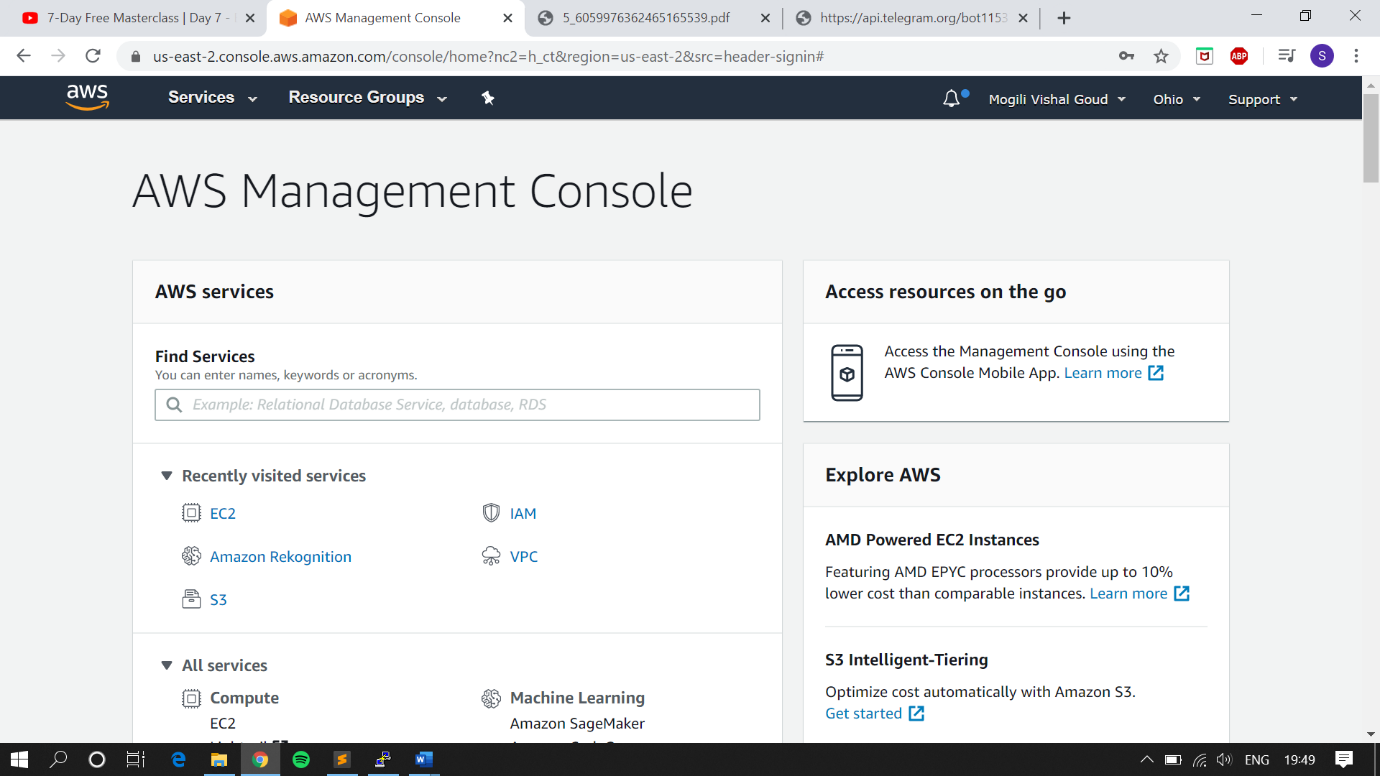 7-Day Free Masterclass | Day 7 -
AWS Management Console
5_6059976362465165539.pdf
https://api.telegram.org/bot1153
us-east-2.console.aws.amazon.com/console/home?nc2=h_ct&region=us-east-2&src=header-signin#
ABP
S
aws
Services
Resource Groups
Mogili Vishal Goud
Ohio
Support
AWS Management Console
AWS services
Find Services
You can enter names, keywords or acronyms.
Example: Relational Database Service, database, RDS
Recently visited services
EC2
IAM
Amazon Rekognition
VPC
S3
All services
Compute
Machine Learning
EC2
Amazon SageMaker
Access resources on the go
Access the Management Console using the
AWS Console Mobile App. Learn more
Explore AWS
AMD Powered EC2 Instances
Featuring AMD EPYC processors provide up to 10%
lower cost than comparable instances. Learn more
S3 Intelligent-Tiering
Optimize cost automatically with Amazon S3.
Get started
ENG
19:49